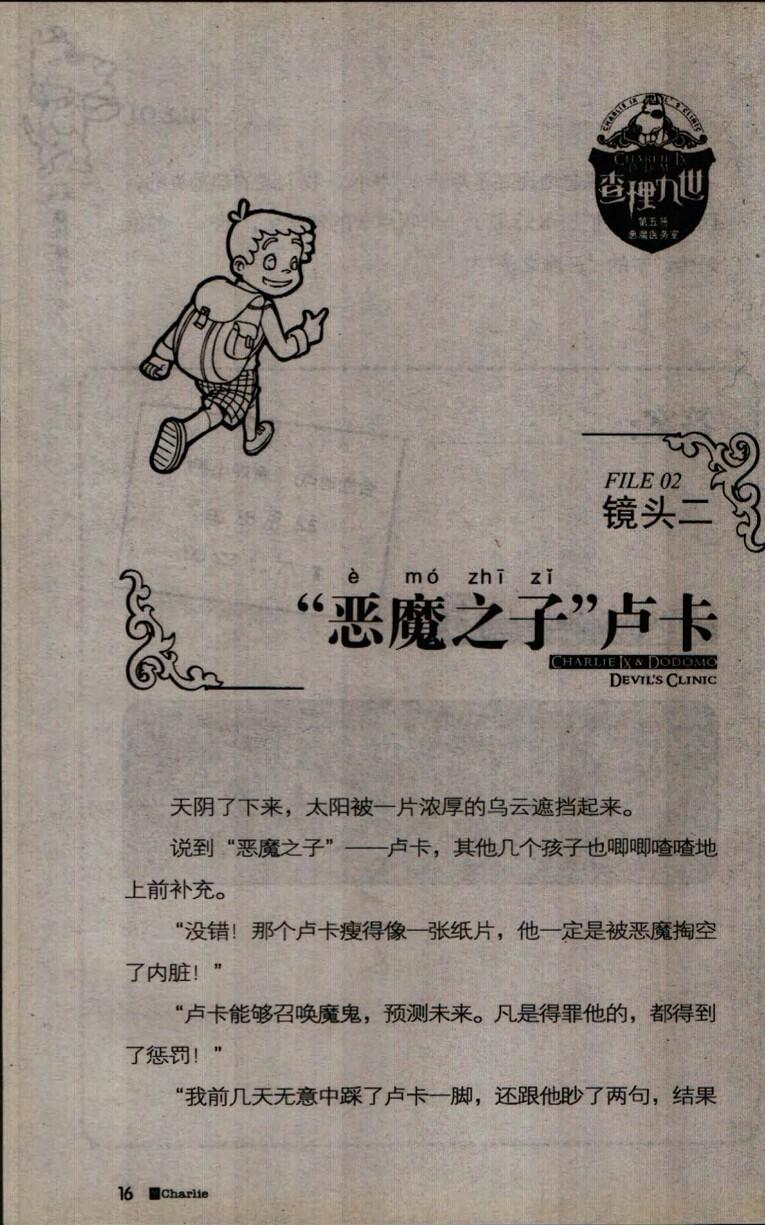 CHARLIE IX 'S CLINIC
CHARLIE IX
查理九世
第五册
恶魔医务室
FILE 02
镜头二
è mó zhī zǐ
“恶魔之子”卢卡
CHARLIE IX & DODOMO
DEVIL'S CLINIC
天阴了下来，太阳被一片浓厚的乌云遮挡起来。
说到“恶魔之子”——卢卡，其他几个孩子也唧唧喳喳地
上前补充。
“没错！那个卢卡瘦得像一张纸片，他一定是被恶魔掏空
了内脏！”
“卢卡能够召唤魔鬼，预测未来。凡是得罪他的，都得到
了惩罚！”
“我前几天无意中踩了卢卡一脚，还跟他吵了两句，结果
16 Charlie